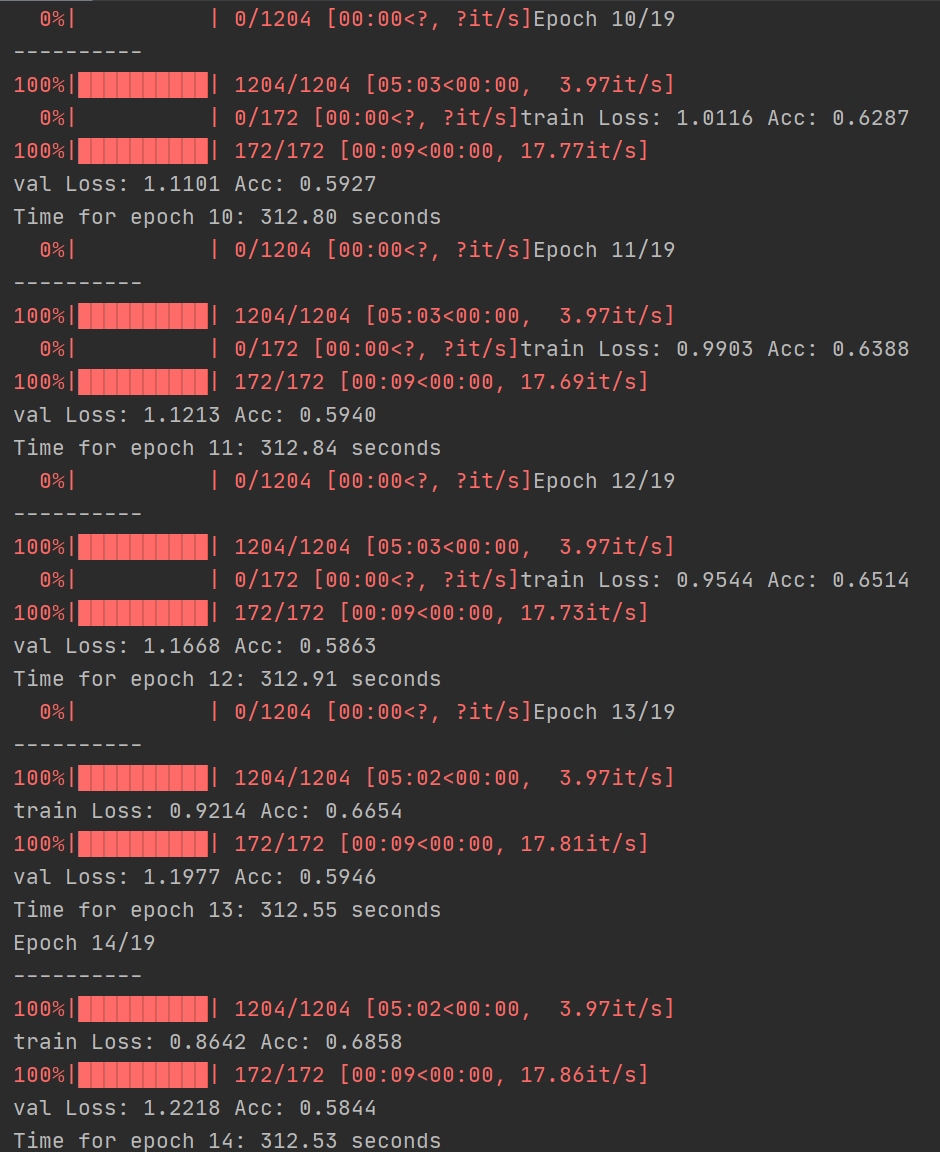 0%|          | 0/1204 [00:00<?, ?it/s]Epoch 10/19
----------
100%|██████████| 1204/1204 [05:03<00:00,  3.97it/s]
0%|          | 0/172 [00:00<?, ?it/s]train Loss: 1.0116 Acc: 0.6287
100%|██████████| 172/172 [00:09<00:00, 17.77it/s]
val Loss: 1.1101 Acc: 0.5927
Time for epoch 10: 312.80 seconds
0%|          | 0/1204 [00:00<?, ?it/s]Epoch 11/19
----------
100%|██████████| 1204/1204 [05:03<00:00,  3.97it/s]
0%|          | 0/172 [00:00<?, ?it/s]train Loss: 0.9903 Acc: 0.6388
100%|██████████| 172/172 [00:09<00:00, 17.69it/s]
val Loss: 1.1213 Acc: 0.5940
Time for epoch 11: 312.84 seconds
0%|          | 0/1204 [00:00<?, ?it/s]Epoch 12/19
----------
100%|██████████| 1204/1204 [05:03<00:00,  3.97it/s]
0%|          | 0/172 [00:00<?, ?it/s]train Loss: 0.9544 Acc: 0.6514
100%|██████████| 172/172 [00:09<00:00, 17.73it/s]
val Loss: 1.1668 Acc: 0.5863
Time for epoch 12: 312.91 seconds
0%|          | 0/1204 [00:00<?, ?it/s]Epoch 13/19
----------
100%|██████████| 1204/1204 [05:02<00:00,  3.97it/s]
train Loss: 0.9214 Acc: 0.6654
100%|██████████| 172/172 [00:09<00:00, 17.81it/s]
val Loss: 1.1977 Acc: 0.5946
Time for epoch 13: 312.55 seconds
Epoch 14/19
----------
100%|██████████| 1204/1204 [05:02<00:00,  3.97it/s]
train Loss: 0.8642 Acc: 0.6858
100%|██████████| 172/172 [00:09<00:00, 17.86it/s]
val Loss: 1.2218 Acc: 0.5844
Time for epoch 14: 312.53 seconds